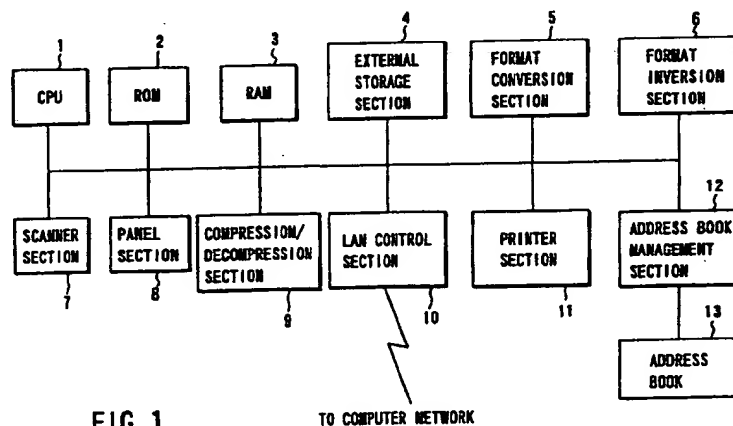 1
2
3
4
5
6
CPU
ROM
RAM
EXTERNAL
STORAGE
SECTION
FORMAT
CONVERSION
SECTION
FORMAT
INVERSION
SECTION
SCANNER
SECTION
PANEL
SECTION
COMPRESSION/
DECOMPRESSION
SECTION
LAN CONTROL
SECTION
PRINTER
SECTION
12
ADDRESS BOOK
MANAGEMENT
SECTION
7
8
9
10
11
13
ADDRESS
BOOK
FIG 1
TO COMPUTER NETWORK